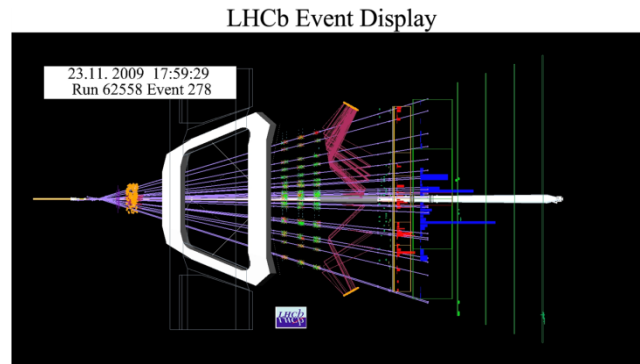 LHCb Event Display
23.11. 2009 17:59:29
Run 62558 Event 278
LHCb